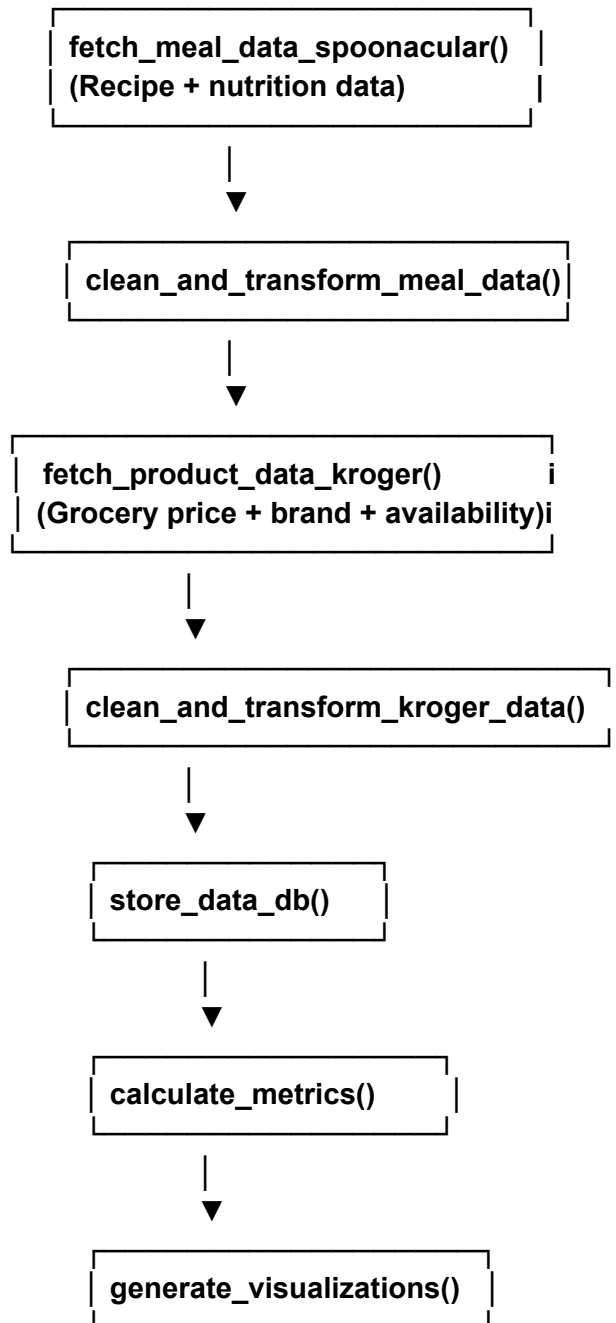 fetch_meal_data_spoonacular()
(Recipe + nutrition data)
clean_and_transform_meal_data()
fetch_product_data_kroger() i
(Grocery price + brand + availability)i
clean_and_transform_kroger_data()
store_data_db()
calculate_metrics()
generate_visualizations()